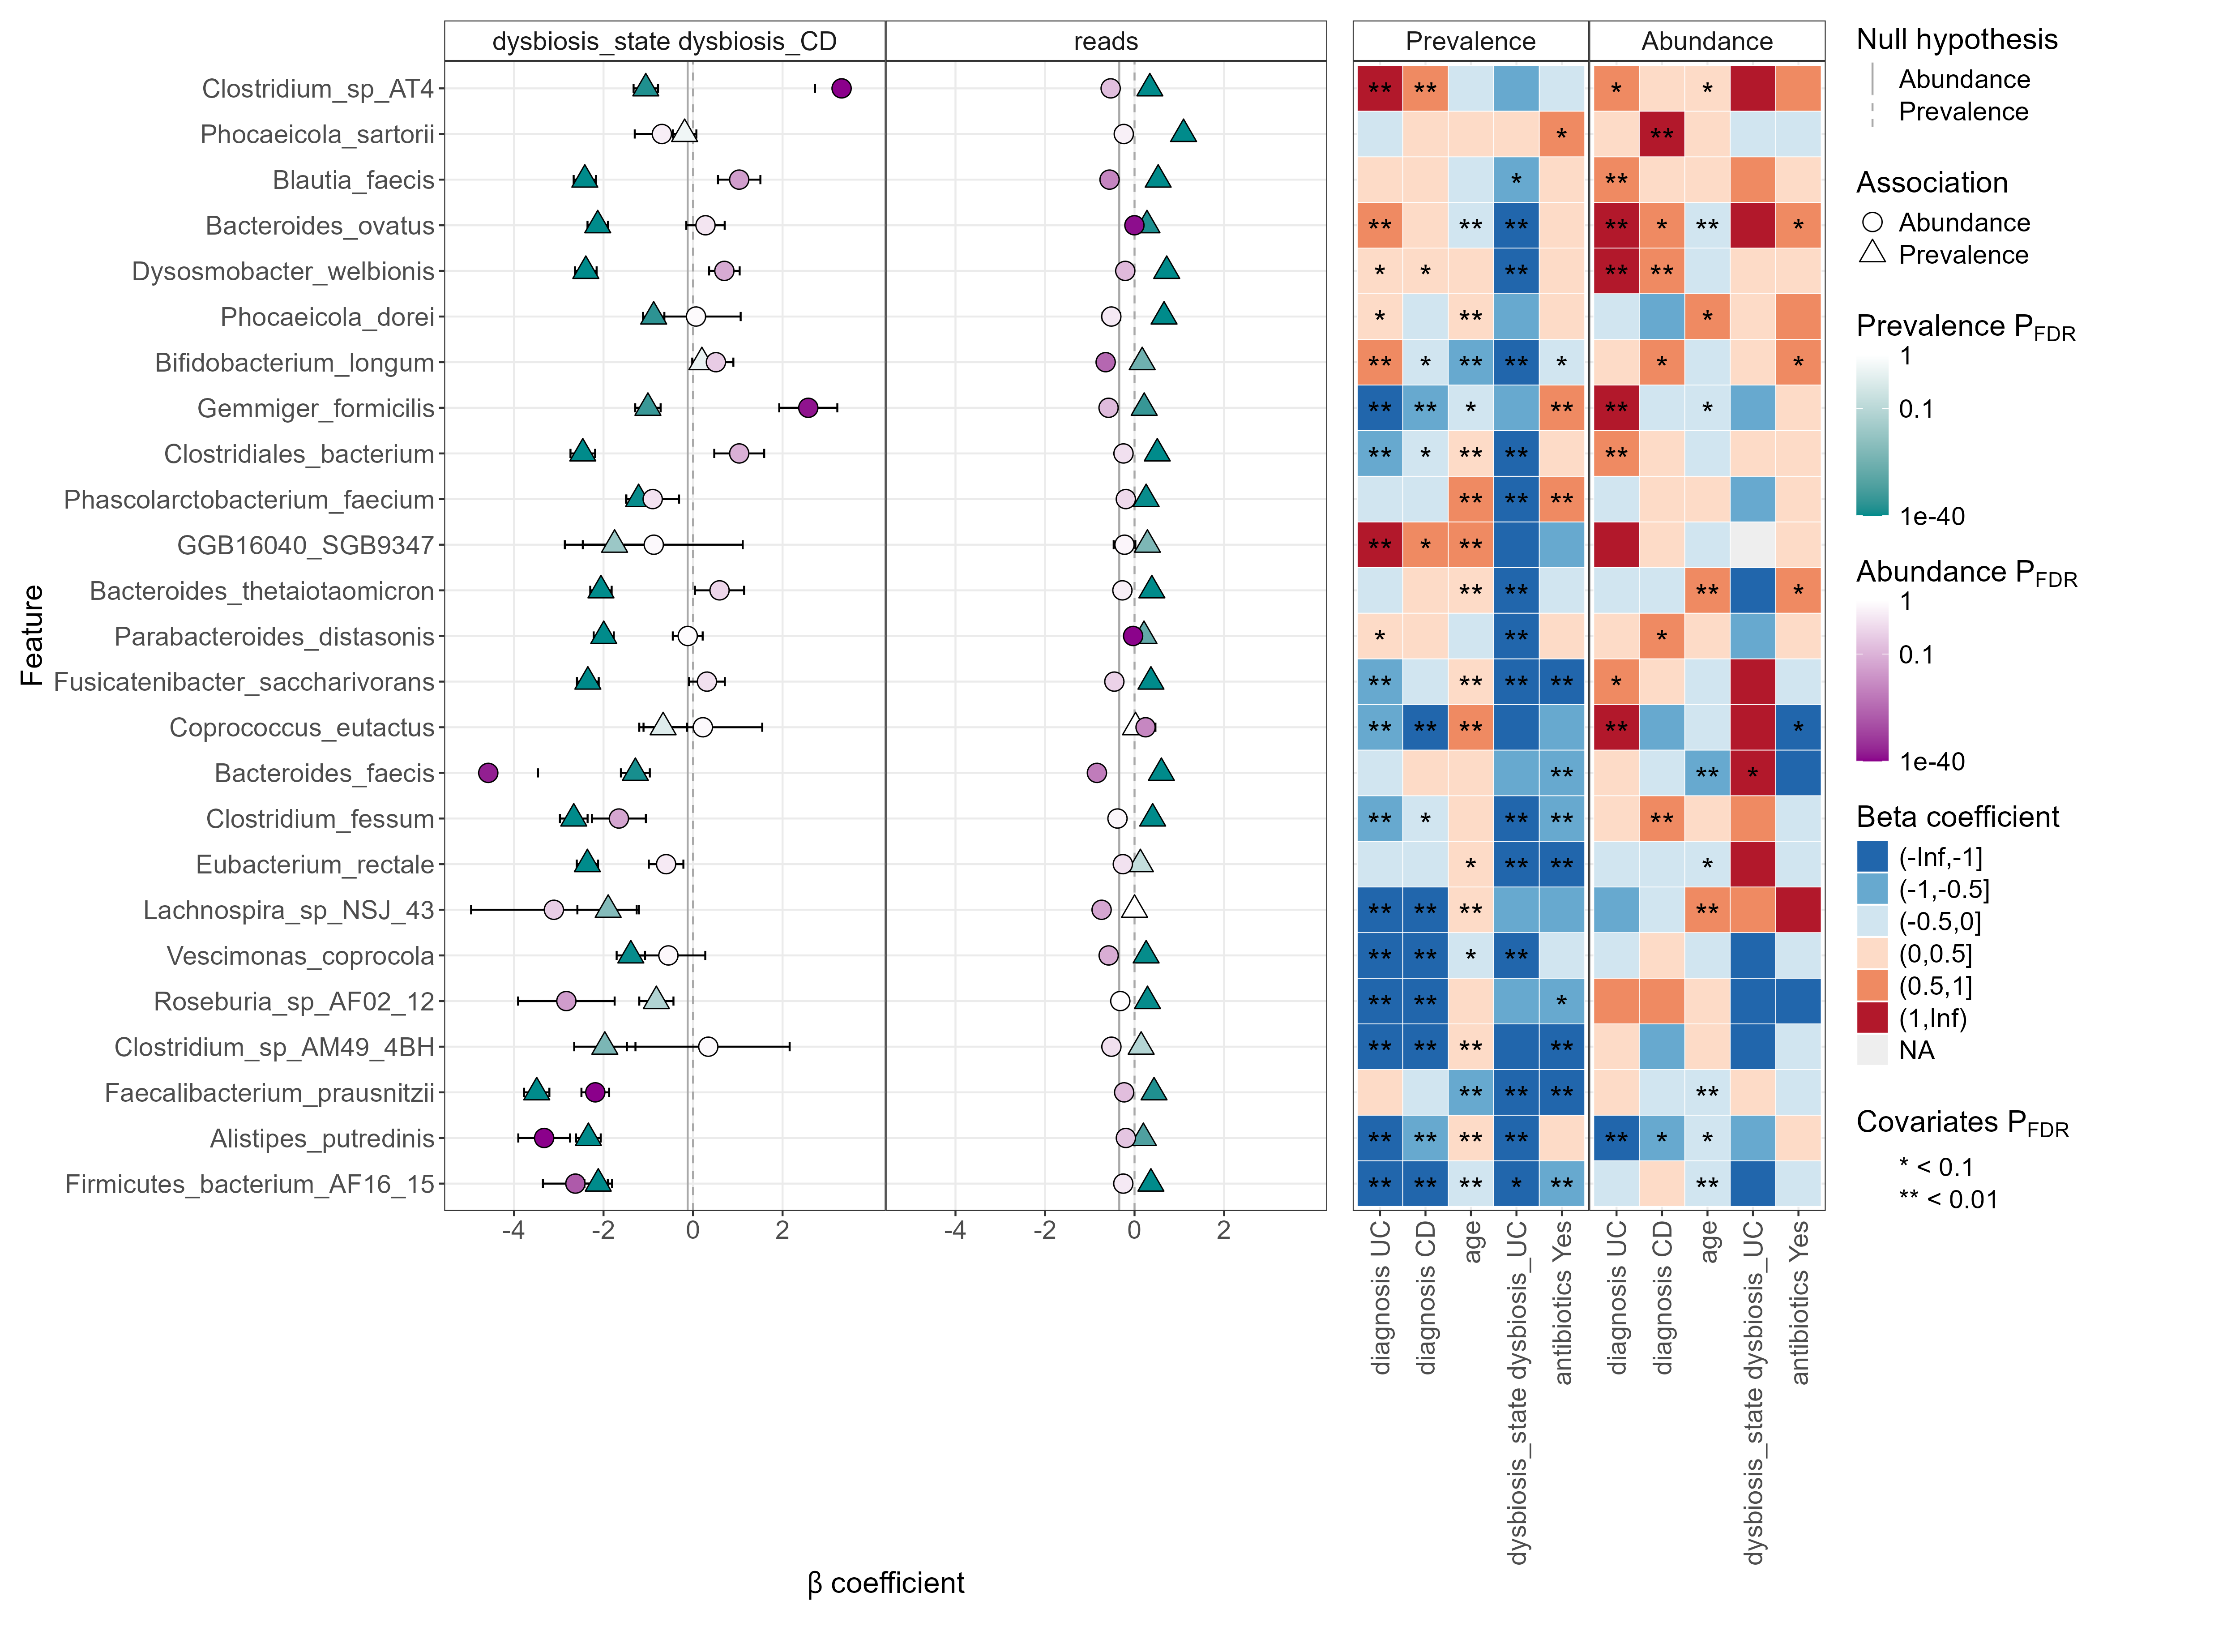 dysbiosis_state dysbiosis_CD
reads
Prevalence
Abundance
Feature
Clostridium_sp_AT4
** ** * *
Phocaeicola_sartorii
* **
Blautia_faecis
* **
Bacteroides_ovatus
** ** ** ** * ** *
Dysosmobacter_welbionis
* * ** ** **
Phocaeicola_dorei
* ** *
Bifidobacterium_longum
** * ** ** * * *
Gemmiger_formicilis
** ** * ** ** *
Clostridiales_bacterium
** * ** ** **
Phascolarctobacterium_faecium
** ** **
GGB16040_SGB9347
** * **
Bacteroides_thetaiotaomicron
** ** ** *
Parabacteroides_distasonis
* ** *
Fusicatenibacter_saccharivorans
** ** ** ** *
Coprococcus_eutactus
** ** ** ** *
Bacteroides_faecis
** ** *
Clostridium_fessum
** * ** ** **
Eubacterium_rectale
* ** ** *
Lachnospira_sp_NSJ_43
** ** ** **
Vescimonas_coprocola
** ** * **
Roseburia_sp_AF02_12
** ** *
Clostridium_sp_AM49_4BH
** ** ** **
Faecalibacterium_prausnitzii
** ** ** **
Alistipes_putredinis
** ** ** ** ** * *
Firmicutes_bacterium_AF16_15
** ** ** * ** **
-4 -2 0 2
-4 -2 0 2
β coefficient
diagnosis UC
diagnosis CD
age
dysbiosis_state dysbiosis_UC
antibiotics Yes
diagnosis UC
diagnosis CD
age
dysbiosis_state dysbiosis_UC
antibiotics Yes
Null hypothesis
Abundance
Prevalence
Association
Abundance
Prevalence
Prevalence PFDR
1
0.1
1e-40
Abundance PFDR
1
0.1
1e-40
Beta coefficient
(-Inf,-1]
(-1,-0.5]
(-0.5,0]
(0,0.5]
(0.5,1]
(1,Inf)
NA
Covariates PFDR
* < 0.1
** < 0.01